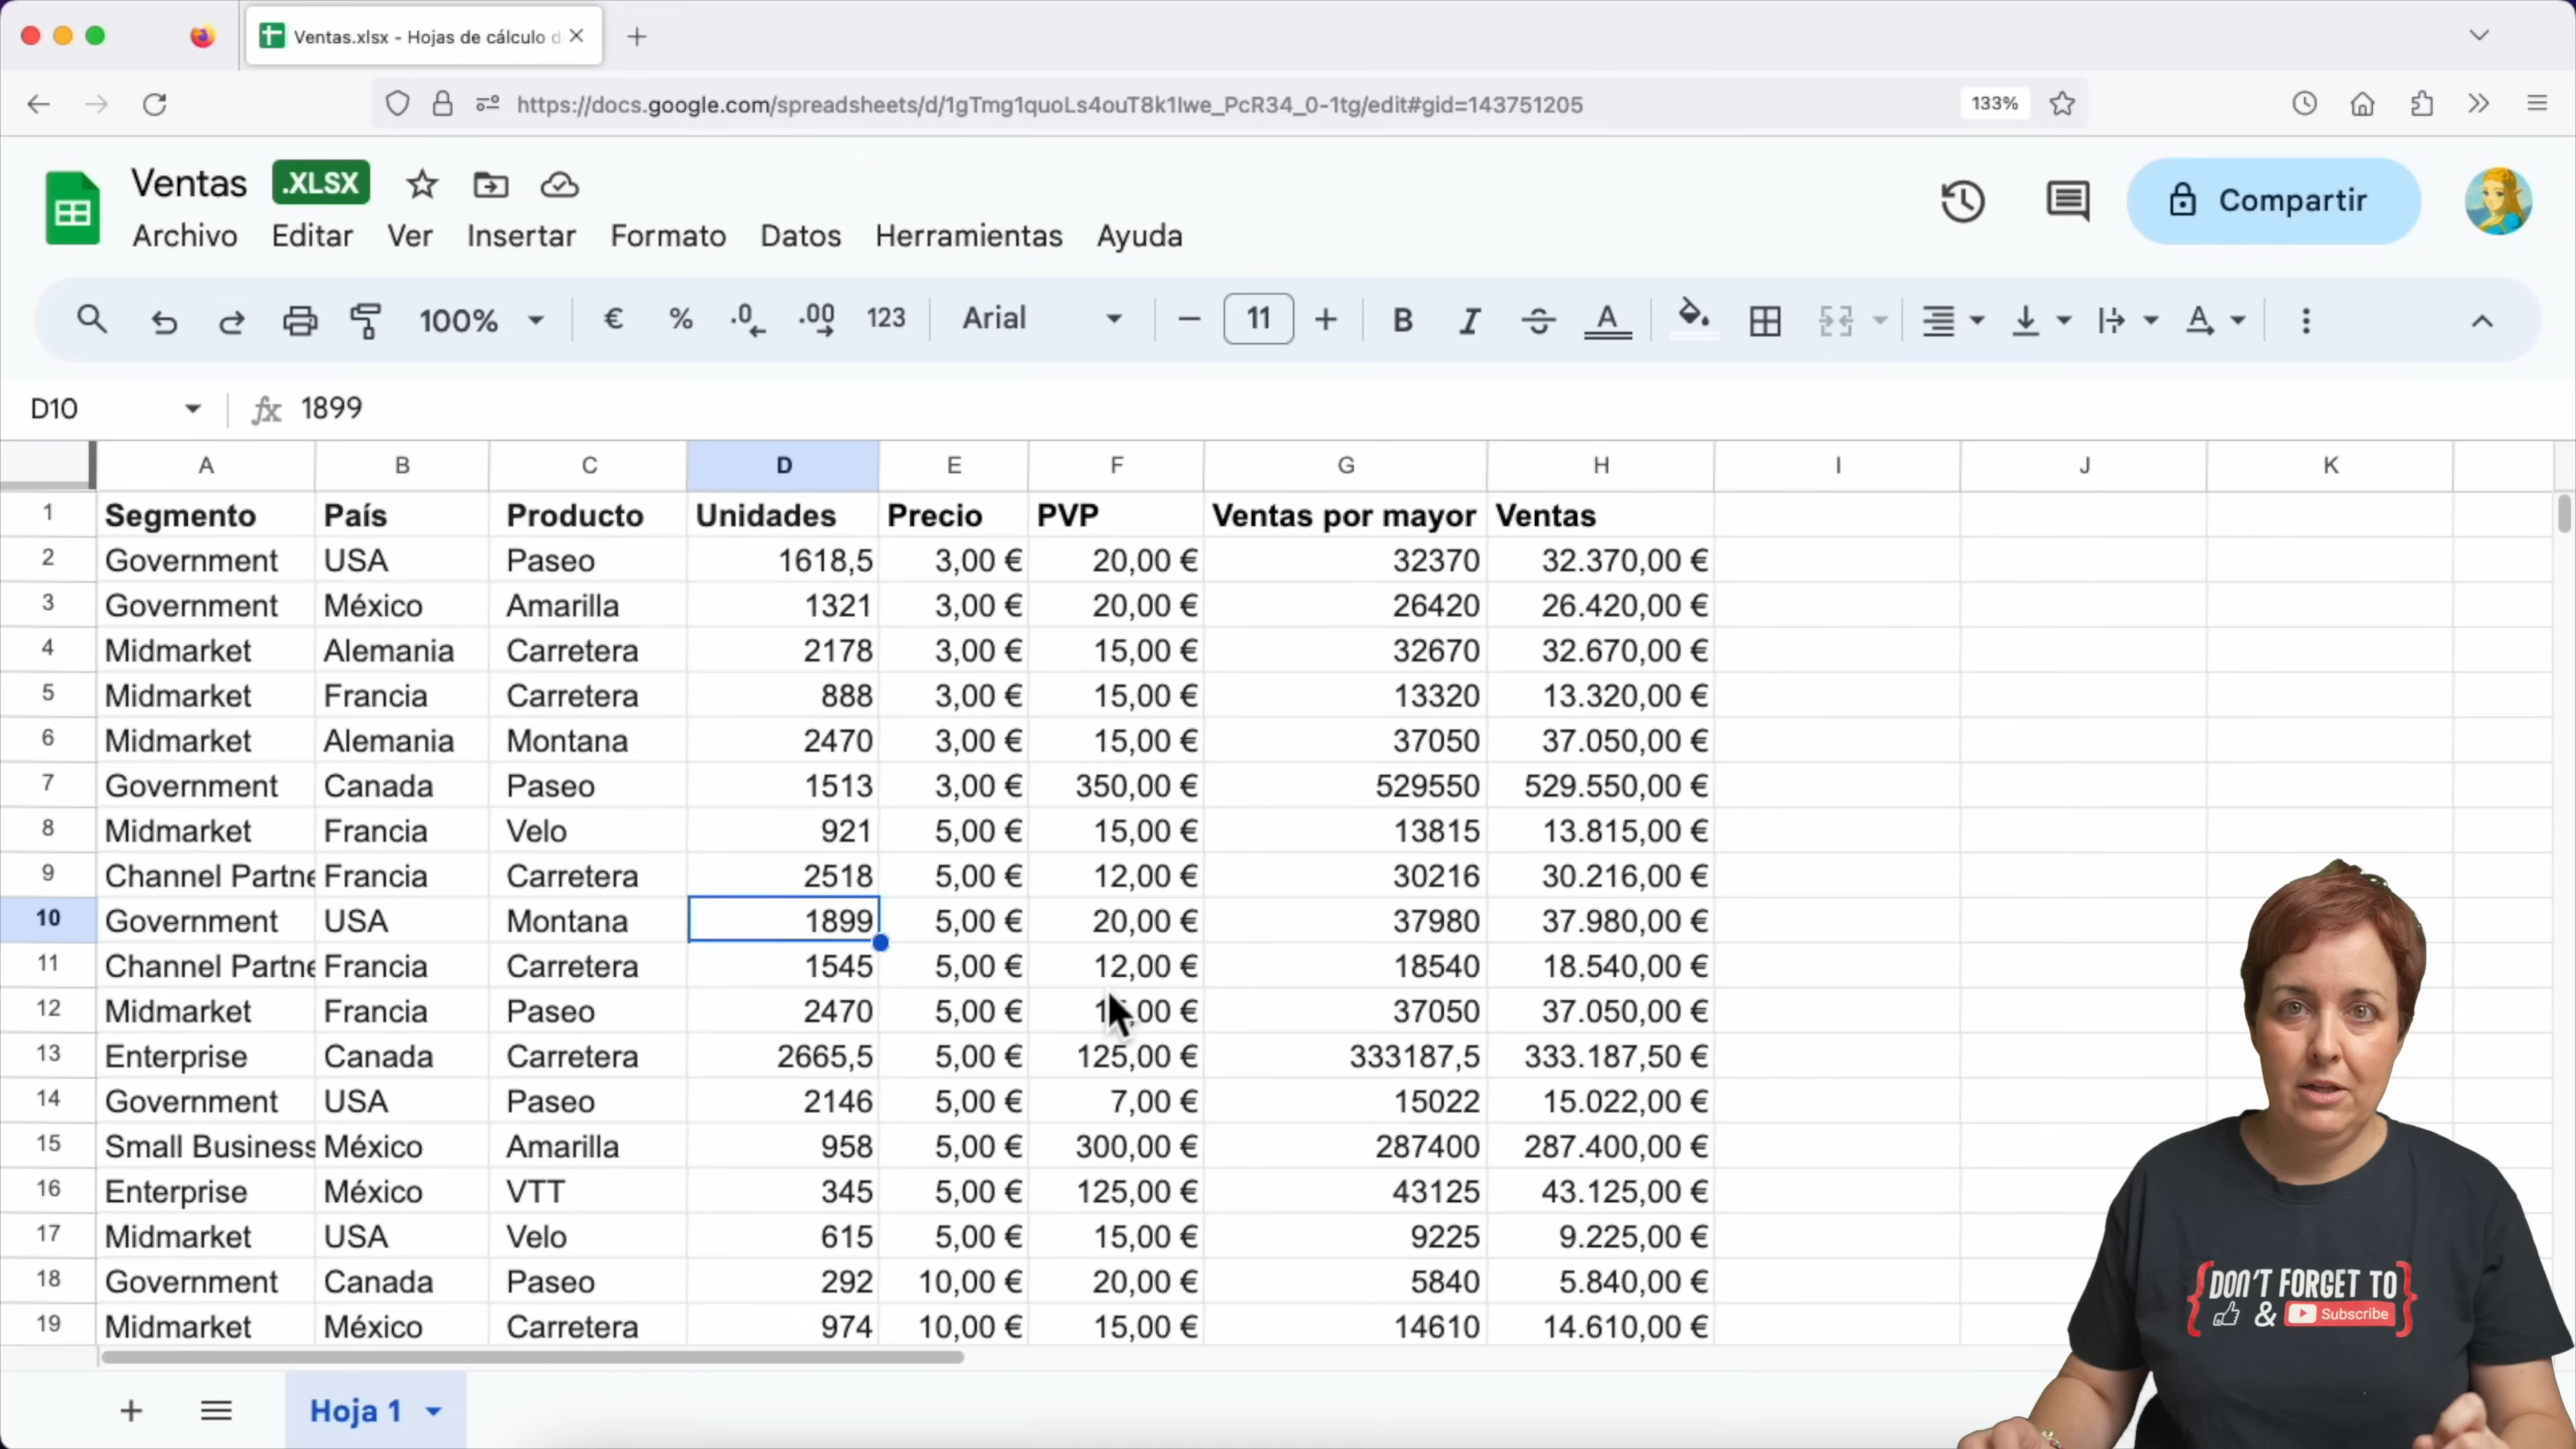 Ventas.xlsx - Hojas de cálculo d
https://docs.google.com/spreadsheets/d/1gTmg1quoLs4ouT8k1Iwe_PcR34_0-1tg/edit#gid=143751205 133%
Ventas .XLSX
Archivo Editar Ver Insertar Formato Datos Herramientas Ayuda
Compartir
100% € % .0 .00 123 Arial 11 B I A A
D10 fx 1899
A B C D E F G H I J K
1 Segmento País Producto Unidades Precio PVP Ventas por mayor Ventas
2 Government USA Paseo 1618,5 3,00 € 20,00 € 32370 32.370,00 €
3 Government México Amarilla 1321 3,00 € 20,00 € 26420 26.420,00 €
4 Midmarket Alemania Carretera 2178 3,00 € 15,00 € 32670 32.670,00 €
5 Midmarket Francia Carretera 888 3,00 € 15,00 € 13320 13.320,00 €
6 Midmarket Alemania Montana 2470 3,00 € 15,00 € 37050 37.050,00 €
7 Government Canada Paseo 1513 3,00 € 350,00 € 529550 529.550,00 €
8 Midmarket Francia Velo 921 5,00 € 15,00 € 13815 13.815,00 €
9 Channel Partne Francia Carretera 2518 5,00 € 12,00 € 30216 30.216,00 €
10 Government USA Montana 1899 5,00 € 20,00 € 37980 37.980,00 €
11 Channel Partne Francia Carretera 1545 5,00 € 12,00 € 18540 18.540,00 €
12 Midmarket Francia Paseo 2470 5,00 € 37050 37.050,00 €
13 Enterprise Canada Carretera 2665,5 5,00 € 125,00 € 333187,5 333.187,50 €
14 Government USA Paseo 2146 5,00 € 7,00 € 15022 15.022,00 €
15 Small Business México Amarilla 958 5,00 € 300,00 € 287400 287.400,00 €
16 Enterprise México VTT 345 5,00 € 125,00 € 43125 43.125,00 €
17 Midmarket USA Velo 615 5,00 € 15,00 € 9225 9.225,00 €
18 Government Canada Paseo 292 10,00 € 20,00 € 5840 5.840,00 €
19 Midmarket México Carretera 974 10,00 € 15,00 € 14610 14.610,00 €
Hoja 1
DON'T FORGET TO
& Subscribe